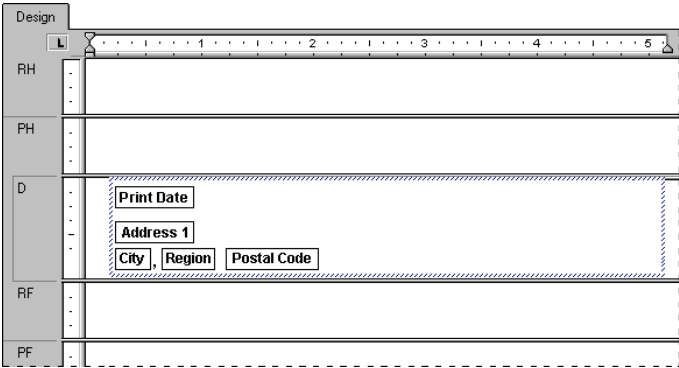 Design
L 1 2 3 4 5
RH
PH
D
Print Date
Address 1
City , Region Postal Code
RF
PF